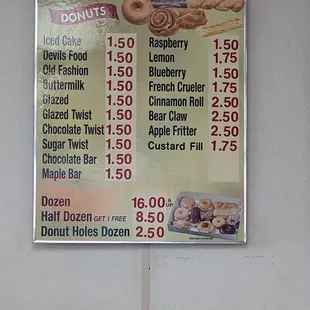 DONUTS
Iced Cake 1.50
Devils Food 1.50
Old Fashion 1.50
Buttermilk 1.50
Glazed 1.50
Glazed Twist 1.50
Chocolate Twist 1.50
Sugar Twist 1.50
Chocolate Bar 1.50
Maple Bar 1.50
Raspberry 1.50
Lemon 1.75
Blueberry 1.50
French Crueler 1.75
Cinnamon Roll 2.50
Bear Claw 2.50
Apple Fritter 2.50
Custard Fill 1.75
Dozen 16.00 & UP
Half Dozen GET 1 FREE 8.50
Donut Holes Dozen 2.50